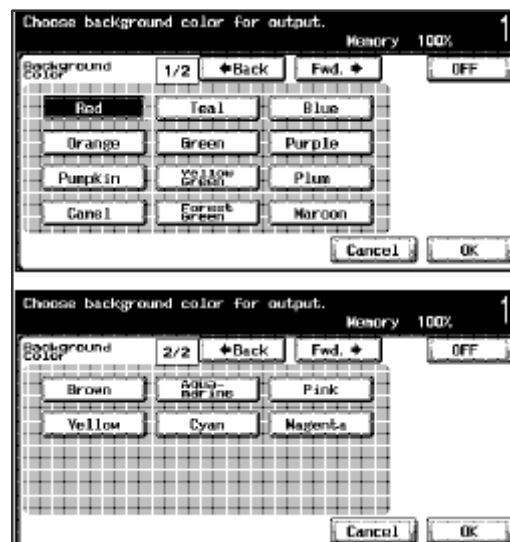 Choose background color for output.
Memory 100% 1
Background
Color 1/2 ←Back Fwd. → OFF
Red Teal Blue
Orange Green Purple
Pumpkin Yellow
Green Plum
Camel Forest
Green Maroon
Cancel OK
Choose background color for output.
Memory 100% 1
Background
Color 2/2 ←Back Fwd. → OFF
Brown Aqua-
marine Pink
Yellow Cyan Magenta
Cancel OK